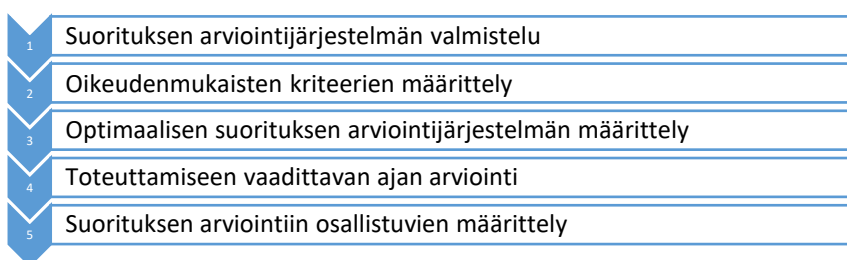 1 Suorituksen arviointijärjestelmän valmistelu
2 Oikeudenmukaisten kriteerien määrittely
3 Optimaalisen suorituksen arviointijärjestelmän määrittely
4 Toteuttamiseen vaadittavan ajan arviointi
5 Suorituksen arviointiin osallistuvien määrittely